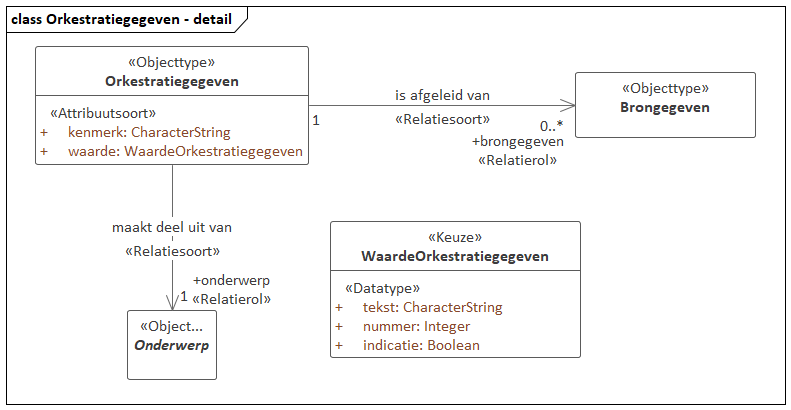 class Orkestratiegegeven - detail
«Objecttype»
Orkestratiegegeven
«Attribuutsoort»
+ kenmerk: CharacterString
+ waarde: WaardeOrkestratiegegeven
is afgeleid van
«Relatiesoort»
1
0..*
+brongegeven
«Relatierol»
«Objecttype»
Brongegeven
maakt deel uit van
«Relatiesoort»
+onderwerp
1 «Relatierol»
«Object...
Onderwerp
«Keuze»
WaardeOrkestratiegegeven
«Datatype»
+ tekst: CharacterString
+ nummer: Integer
+ indicatie: Boolean